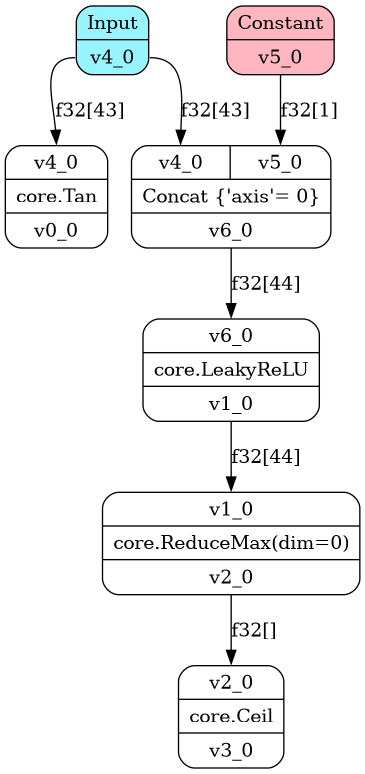 Input
v4_0
Constant
v5_0
f32[43]
f32[43]
f32[1]
v4_0
core.Tan
v0_0
v4_0 v5_0
Concat {'axis'= 0}
v6_0
f32[44]
v6_0
core.LeakyReLU
v1_0
f32[44]
v1_0
core.ReduceMax(dim=0)
v2_0
f32[]
v2_0
core.Ceil
v3_0